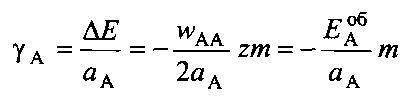 γ_A = ΔE / a_A = − w_AA / 2a_A zm = − E_A^об / a_A m